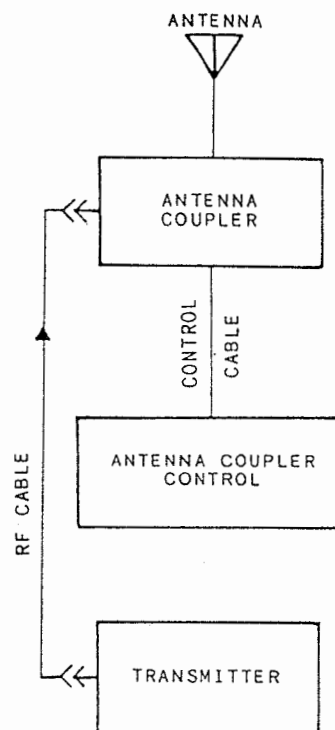 ANTENNA
ANTENNA
COUPLER
CONTROL
CABLE
ANTENNA COUPLER
CONTROL
RF CABLE
TRANSMITTER